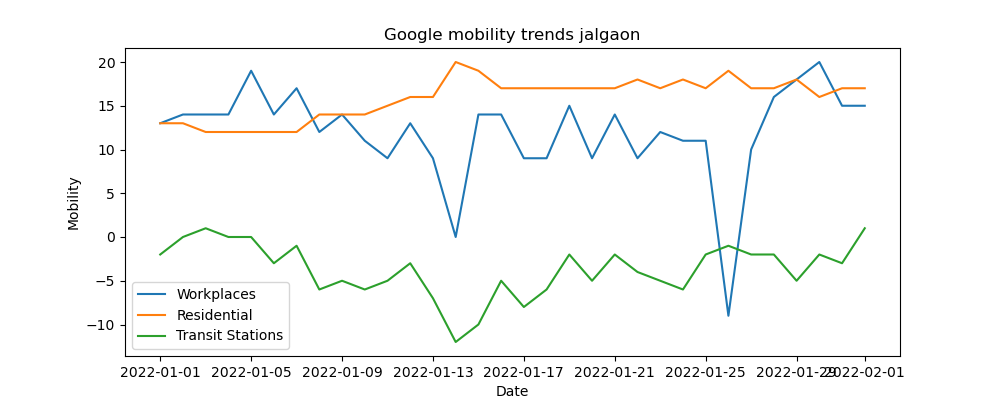 Google mobility trends jalgaon
Mobility
20
15
10
5
0
−5
−10
Workplaces
Residential
Transit Stations
2022-01-01 2022-01-05 2022-01-09 2022-01-13 2022-01-17 2022-01-21 2022-01-25 2022-01-29 2022-02-01
Date